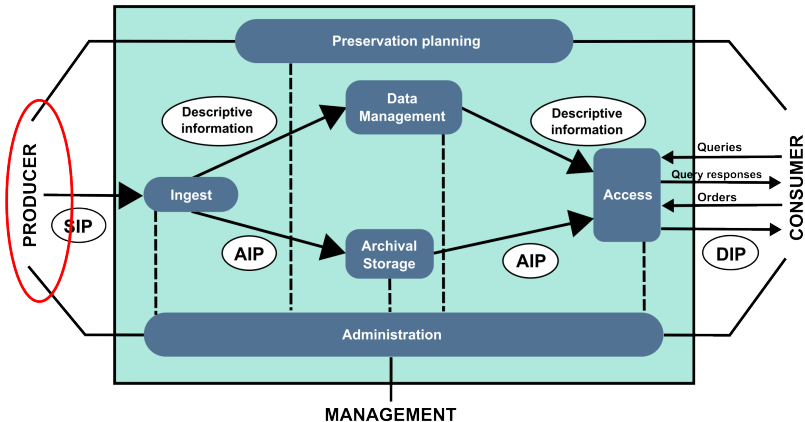 Preservation planning
Descriptive
information
Data
Management
Descriptive
information
Queries
Query responses
Orders
PRODUCER
SIP
Ingest
Access
CONSUMER
AIP
Archival
Storage
AIP
DIP
Administration
MANAGEMENT